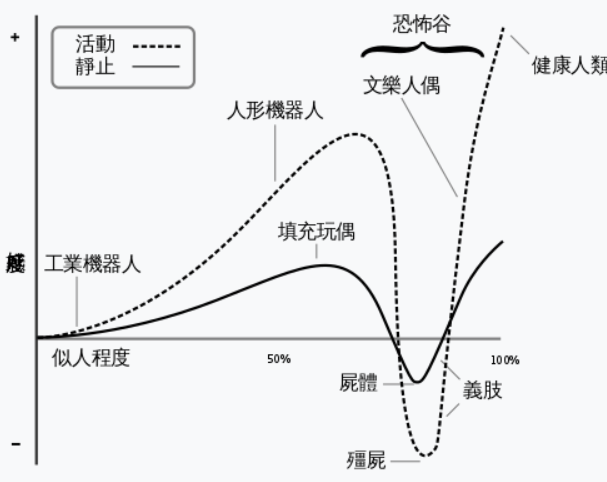 +
活動
靜止
恐怖谷
健康人類
文樂人偶
人形機器人
填充玩偶
工業機器人
似人程度
50%
100%
屍體
義肢
殭屍
−